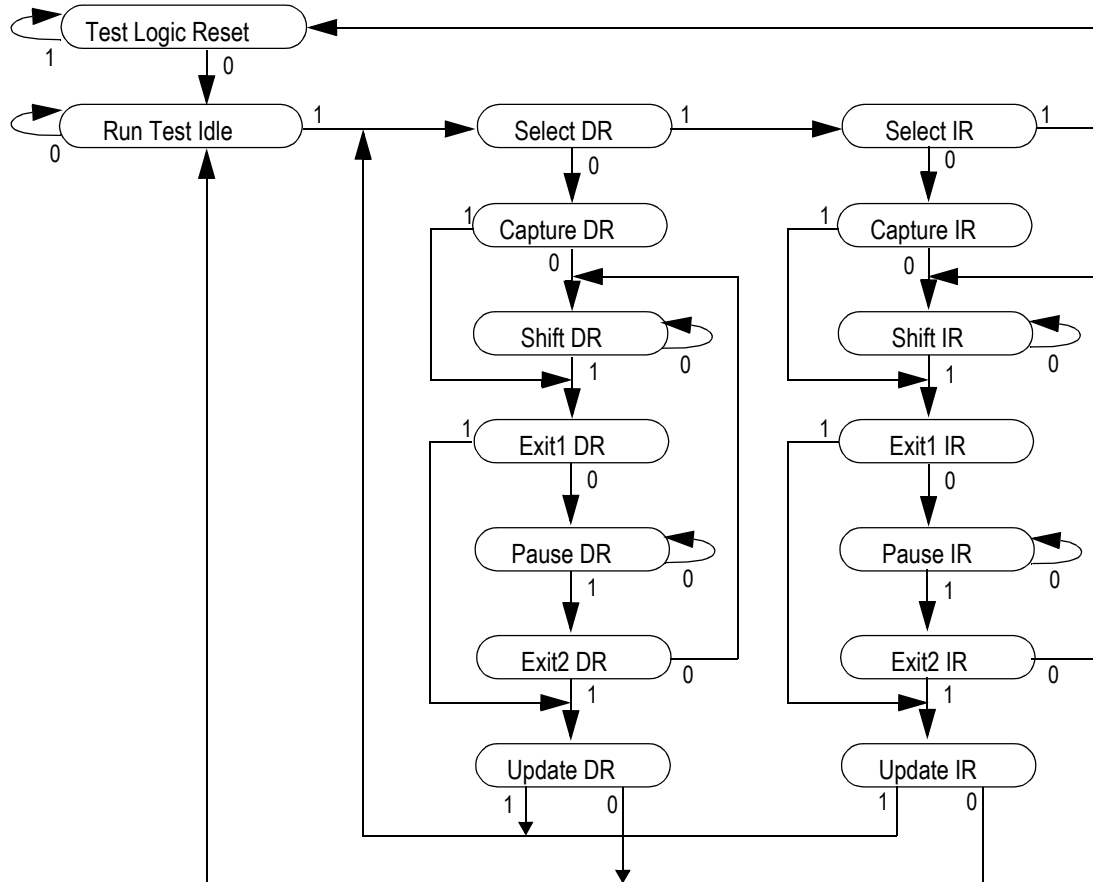 Test Logic Reset
1
0
Run Test Idle
1
0
Select DR
1
0
Select IR
1
0
1
Capture DR
0
1
Capture IR
0
Shift DR
0
1
Shift IR
0
1
1
Exit1 DR
0
1
Exit1 IR
0
Pause DR
0
1
Pause IR
0
1
Exit2 DR
0
1
Exit2 IR
0
1
Update DR
1
0
Update IR
1
0